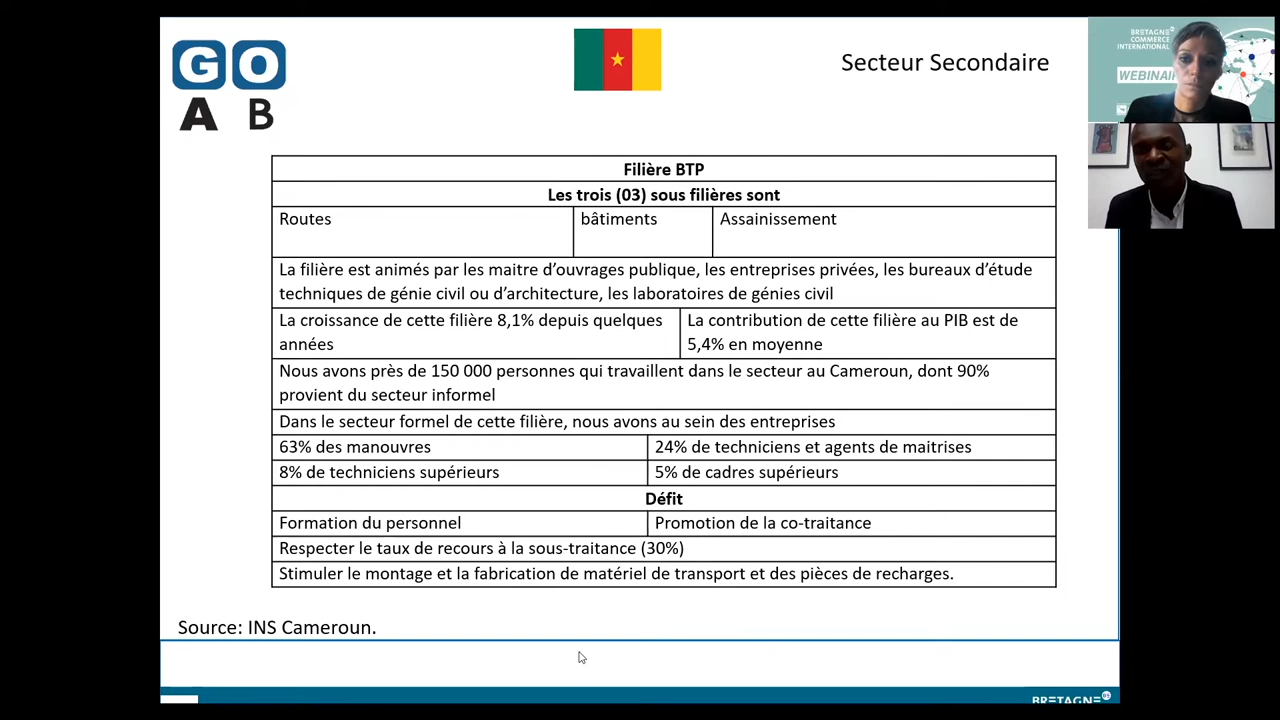 GO
A B
Secteur Secondaire
BRETAGNE
COMMERCE
INTERNATIONAL
WEBINAI
Filière BTP
Les trois (03) sous filières sont
Routes
bâtiments
Assainissement
La filière est animés par les maitre d’ouvrages publique, les entreprises privées, les bureaux d’étude
techniques de génie civil ou d’architecture, les laboratoires de génies civil
La croissance de cette filière 8,1% depuis quelques
années
La contribution de cette filière au PIB est de
5,4% en moyenne
Nous avons près de 150 000 personnes qui travaillent dans le secteur au Cameroun, dont 90%
provient du secteur informel
Dans le secteur formel de cette filière, nous avons au sein des entreprises
63% des manouvres
24% de techniciens et agents de maitrises
8% de techniciens supérieurs
5% de cadres supérieurs
Défit
Formation du personnel
Promotion de la co-traitance
Respecter le taux de recours à la sous-traitance (30%)
Stimuler le montage et la fabrication de matériel de transport et des pièces de recharges.
Source: INS Cameroun.
BRETAGNE